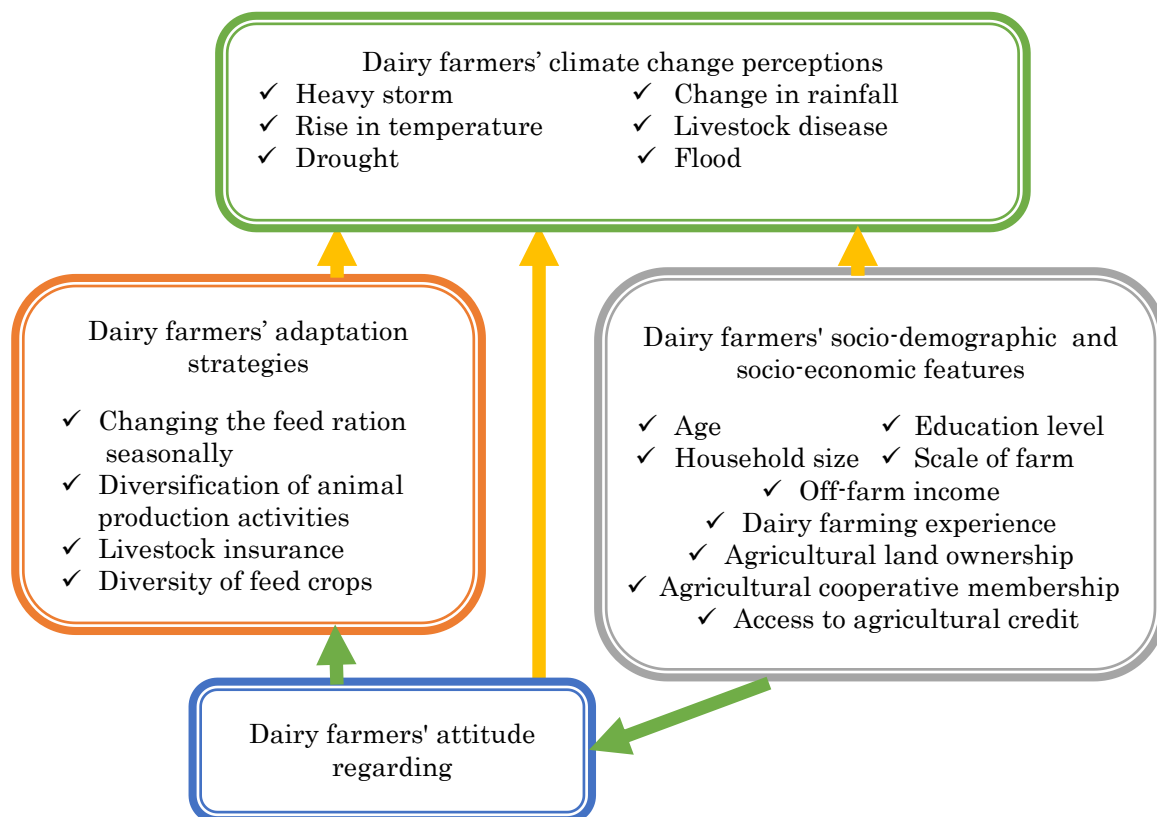 Dairy farmers’ climate change perceptions
✓ Heavy storm ✓ Change in rainfall
✓ Rise in temperature ✓ Livestock disease
✓ Drought ✓ Flood
Dairy farmers’ adaptation
strategies
✓ Changing the feed ration
seasonally
✓ Diversification of animal
production activities
✓ Livestock insurance
✓ Diversity of feed crops
Dairy farmers' socio-demographic and
socio-economic features
✓ Age ✓ Education level
✓ Household size ✓ Scale of farm
✓ Off-farm income
✓ Dairy farming experience
✓ Agricultural land ownership
✓ Agricultural cooperative membership
✓ Access to agricultural credit
Dairy farmers' attitude
regarding